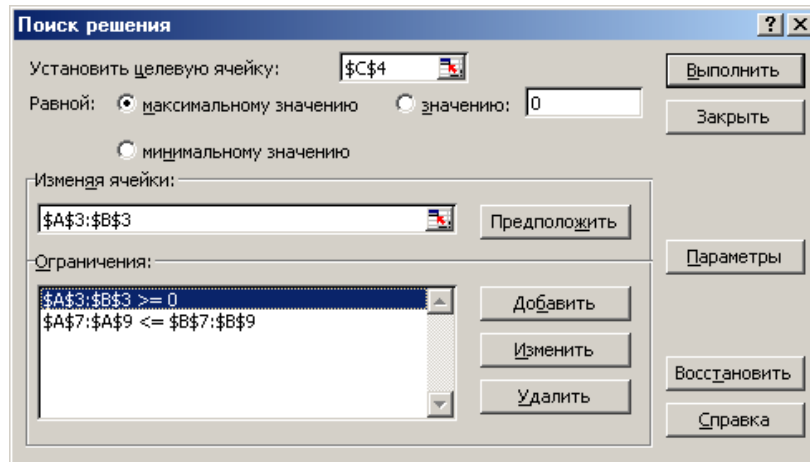 Поиск решения
Установить целевую ячейку: $C$4
Выполнить
Равной: максимальному значению значению: 0
Закрыть
минимальному значению
Изменяя ячейки:
$A$3:$B$3
Предположить
Параметры
Ограничения:
$A$3:$B$3 >= 0
$A$7:$A$9 <= $B$7:$B$9
Добавить
Изменить
Удалить
Восстановить
Справка